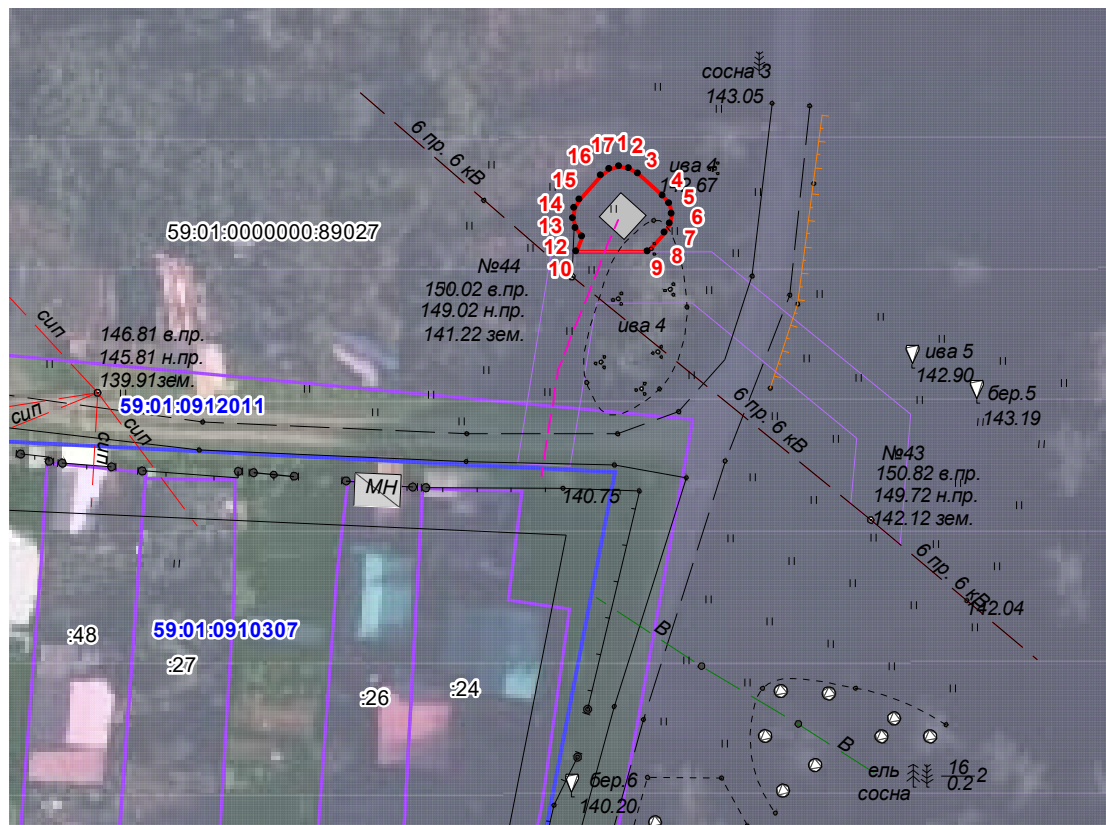 сосна 3
143.05
6 пр. 6 кВ
17 1 2
16 3
ива 4
142.67
15 4
5
14 6
13 7
12 8
10 9
59:01:0000000:89027
№44
150.02 в.пр.
149.02 н.пр.
141.22 зем.
сип
146.81 в.пр.
145.81 н.пр.
139.91зем.
ива 4
ива 5
142.90
бер.5
143.19
59:01:0912011
сип
сип
сип
6 пр. 6 кВ
№43
150.82 в.пр.
149.72 н.пр.
142.12 зем.
МН
140.75
6 пр. 6 кВ
142.04
59:01:0910307
:48
:27
:26
:24
В
В
ель
сосна
16
0.2
2
бер.6
140.20